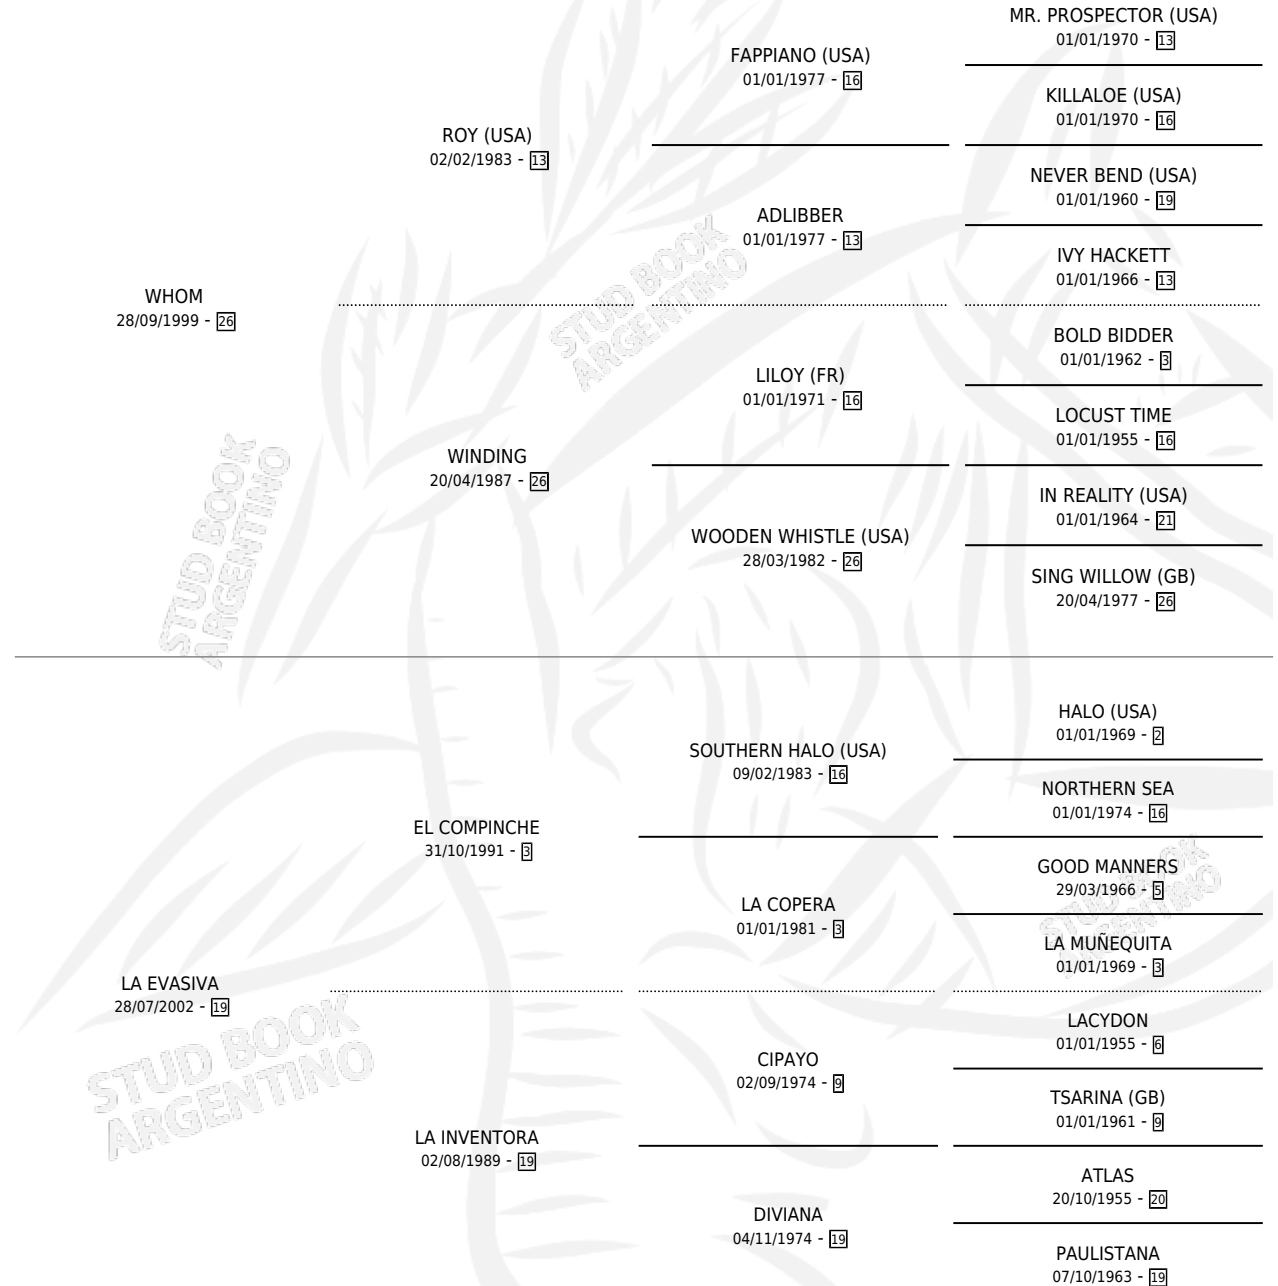 MR. PROSPECTOR (USA)
01/01/1970 - 13
FAPPIANO (USA)
01/01/1977 - 16
KILLALOE (USA)
01/01/1970 - 16
ROY (USA)
02/02/1983 - 13
NEVER BEND (USA)
01/01/1960 - 19
ADLIBBER
01/01/1977 - 13
IVY HACKETT
01/01/1966 - 13
WHOM
28/09/1999 - 26
STUD BOOK
ARGENTINO
BOLD BIDDER
01/01/1962 - 3
LILOY (FR)
01/01/1971 - 16
LOCUST TIME
01/01/1955 - 16
WINDING
20/04/1987 - 26
STUD BOOK
ARGENTINO
IN REALITY (USA)
01/01/1964 - 21
WOODEN WHISTLE (USA)
28/03/1982 - 26
SING WILLOW (GB)
20/04/1977 - 26
HALO (USA)
01/01/1969 - 2
SOUTHERN HALO (USA)
09/02/1983 - 16
NORTHERN SEA
01/01/1974 - 16
EL COMPINCHE
31/10/1991 - 3
GOOD MANNERS
29/03/1966 - 5
STUD BOOK
ARGENTINO
LA COPERA
01/01/1981 - 3
LA MUÑEQUITA
01/01/1969 - 3
LA EVASIVA
28/07/2002 - 19
STUD BOOK
ARGENTINO
LACYDON
01/01/1955 - 6
CIPAYO
02/09/1974 - 9
TSARINA (GB)
01/01/1961 - 9
LA INVENTORA
02/08/1989 - 19
ATLAS
20/10/1955 - 20
DIVIANA
04/11/1974 - 19
PAULISTANA
07/10/1963 - 19